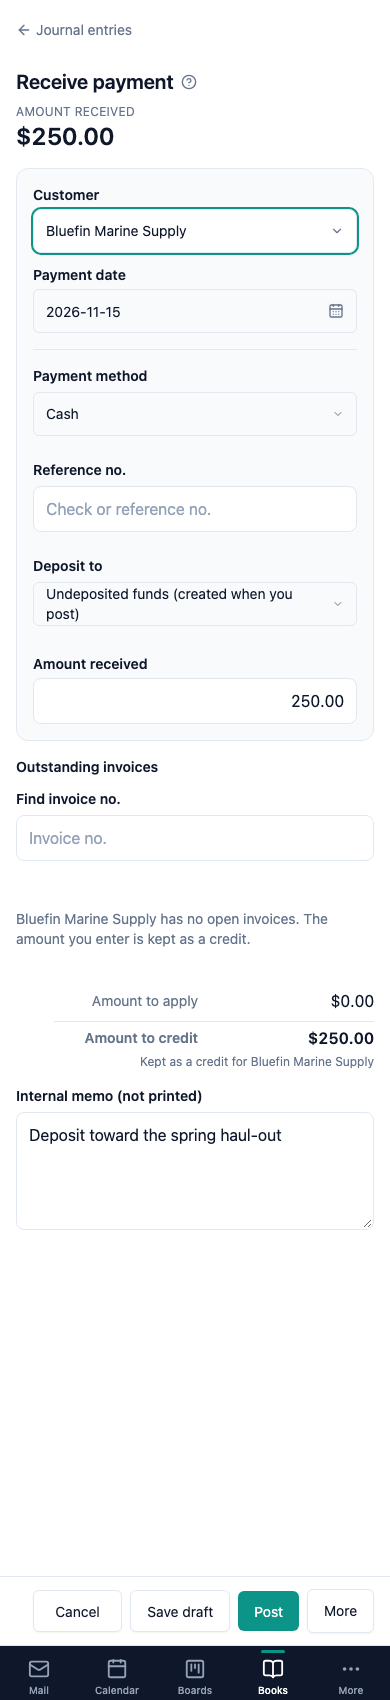 Journal entries
Receive payment
AMOUNT RECEIVED
$250.00
Customer
Bluefin Marine Supply
Payment date
2026-11-15
Payment method
Cash
Reference no.
Check or reference no.
Deposit to
Undeposited funds (created when you
post)
Amount received
250.00
Outstanding invoices
Find invoice no.
Invoice no.
Bluefin Marine Supply has no open invoices. The
amount you enter is kept as a credit.
Amount to apply $0.00
Amount to credit $250.00
Kept as a credit for Bluefin Marine Supply
Internal memo (not printed)
Deposit toward the spring haul-out
Cancel Save draft Post More
Mail Calendar Boards Books More